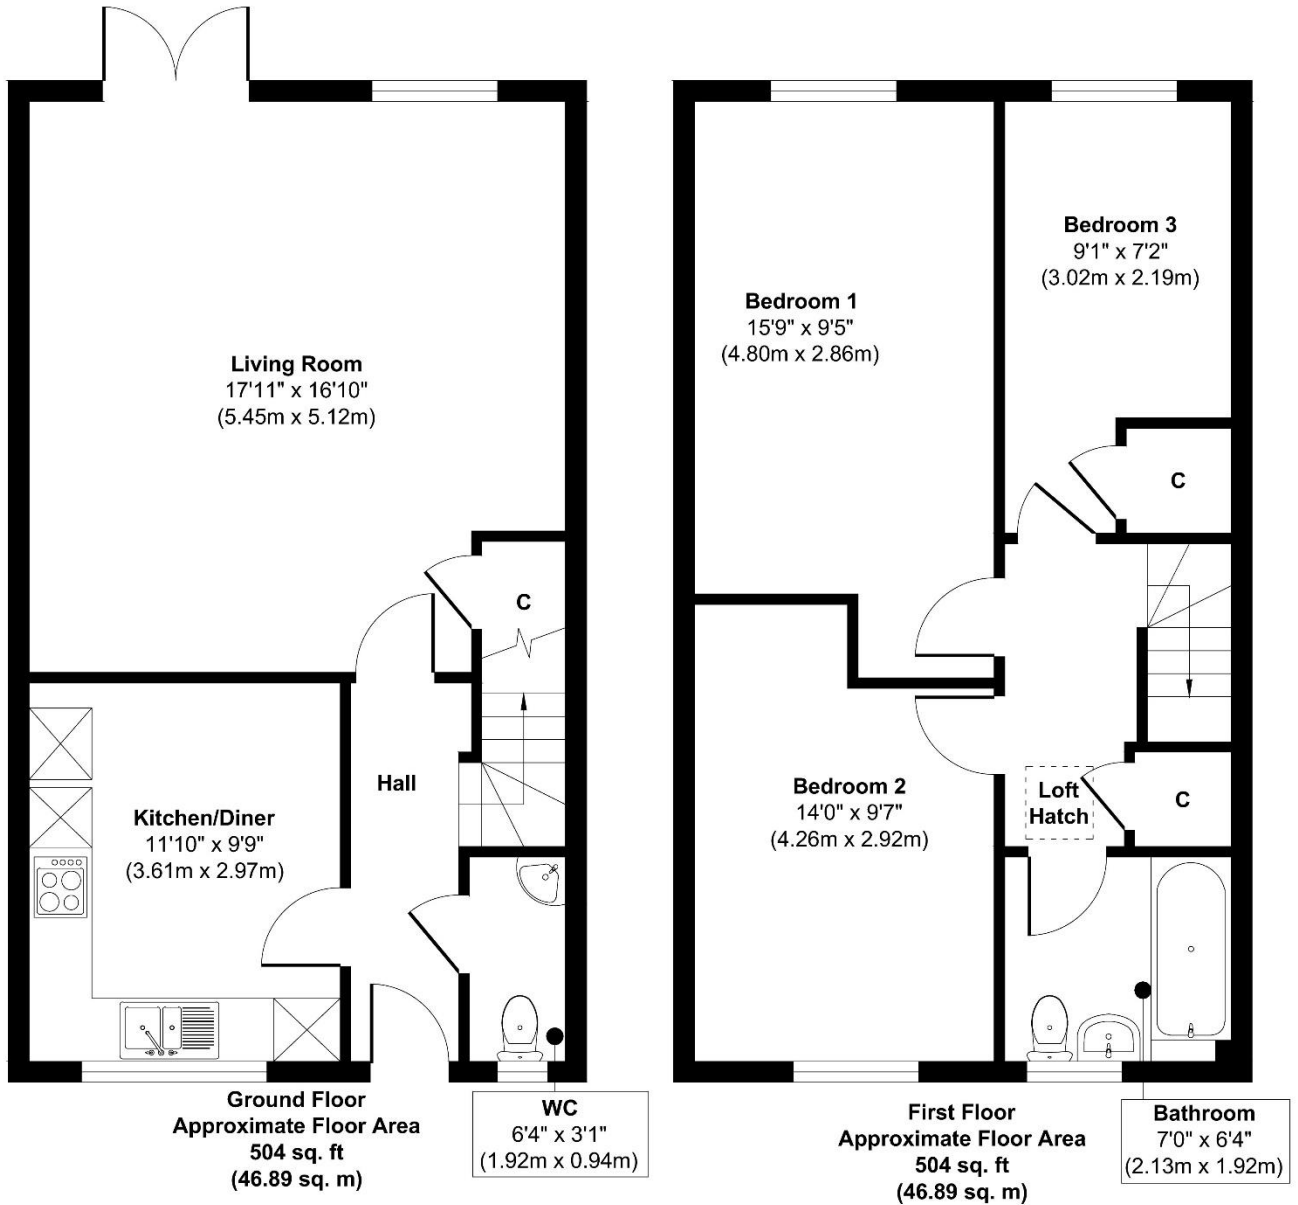 Living Room
17'11" x 16'10"
(5.45m x 5.12m)
C
Kitchen/Diner
11'10" x 9'9"
(3.61m x 2.97m)
Hall
WC
6'4" x 3'1"
(1.92m x 0.94m)
Ground Floor
Approximate Floor Area
504 sq. ft
(46.89 sq. m)
Bedroom 1
15'9" x 9'5"
(4.80m x 2.86m)
Bedroom 3
9'1" x 7'2"
(3.02m x 2.19m)
C
Bedroom 2
14'0" x 9'7"
(4.26m x 2.92m)
Loft
Hatch
C
Bathroom
7'0" x 6'4"
(2.13m x 1.92m)
First Floor
Approximate Floor Area
504 sq. ft
(46.89 sq. m)